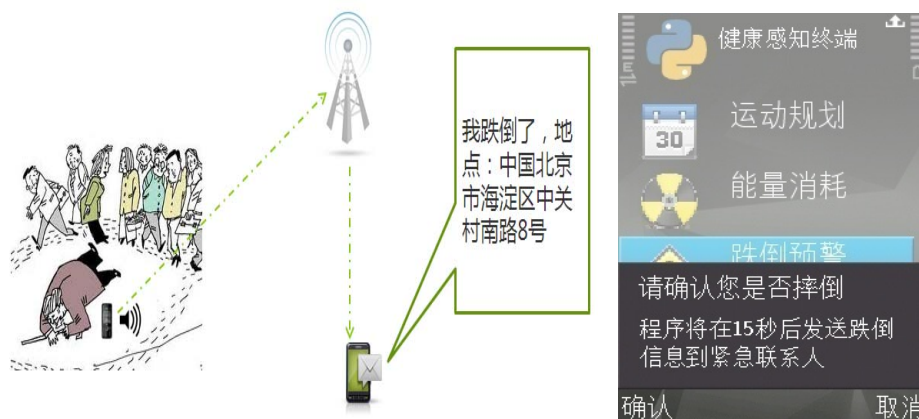 我跌倒了，地
点：中国北京
市海淀区中关
村南路8号
健康感知终端
30
运动规划
能量消耗
跌倒预警
请确认您是否摔倒
程序将在15秒后发送跌倒
信息到紧急联系人
确认
取消